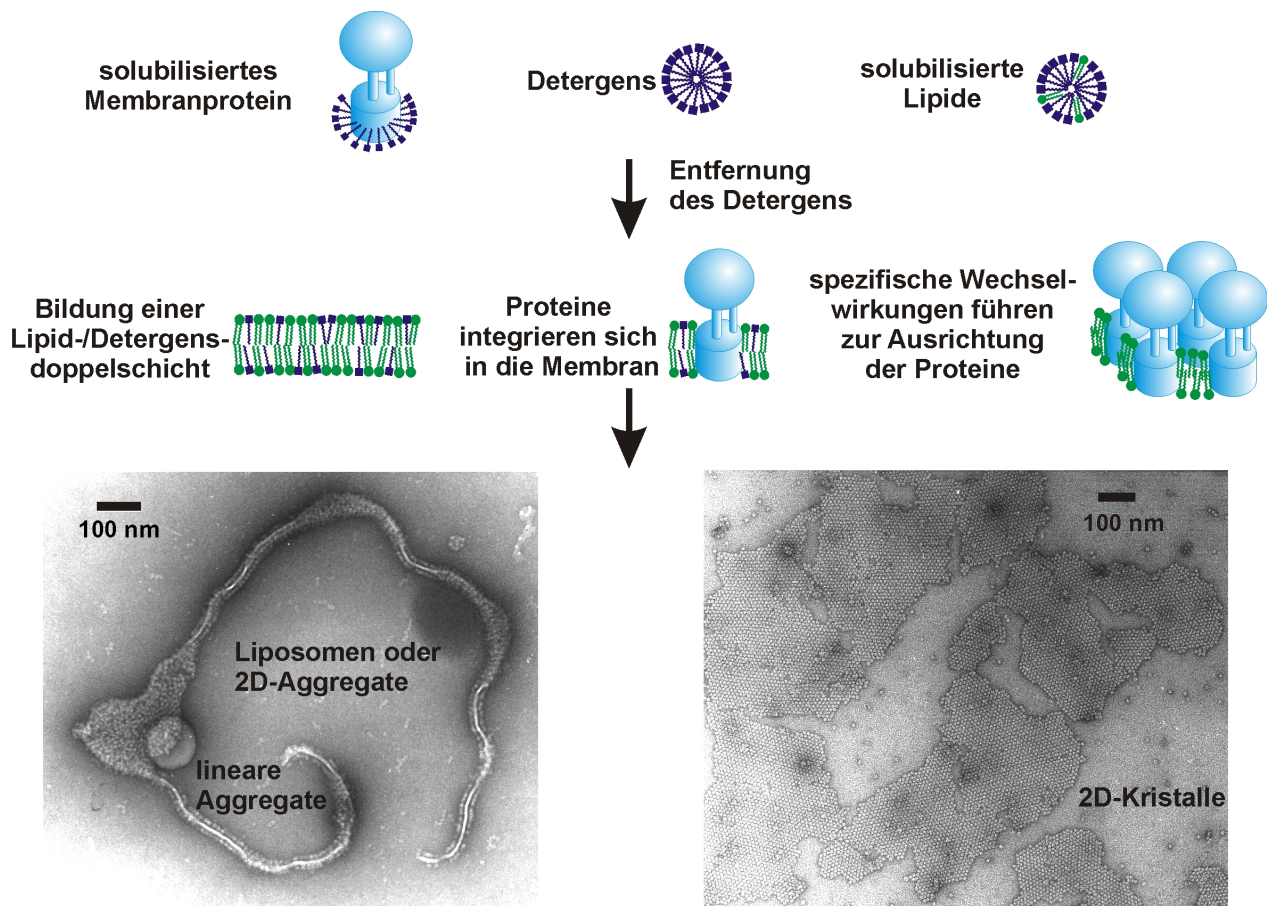 solubilisiertes
Membranprotein
Detergens
solubilisierte
Lipide
Entfernung
des Detergens
Bildung einer
Lipid-/Detergens-
doppelschicht
Proteine
integrieren sich
in die Membran
spezifische Wechsel-
wirkungen führen
zur Ausrichtung
der Proteine
100 nm
Liposomen oder
2D-Aggregate
lineare
Aggregate
100 nm
2D-Kristalle